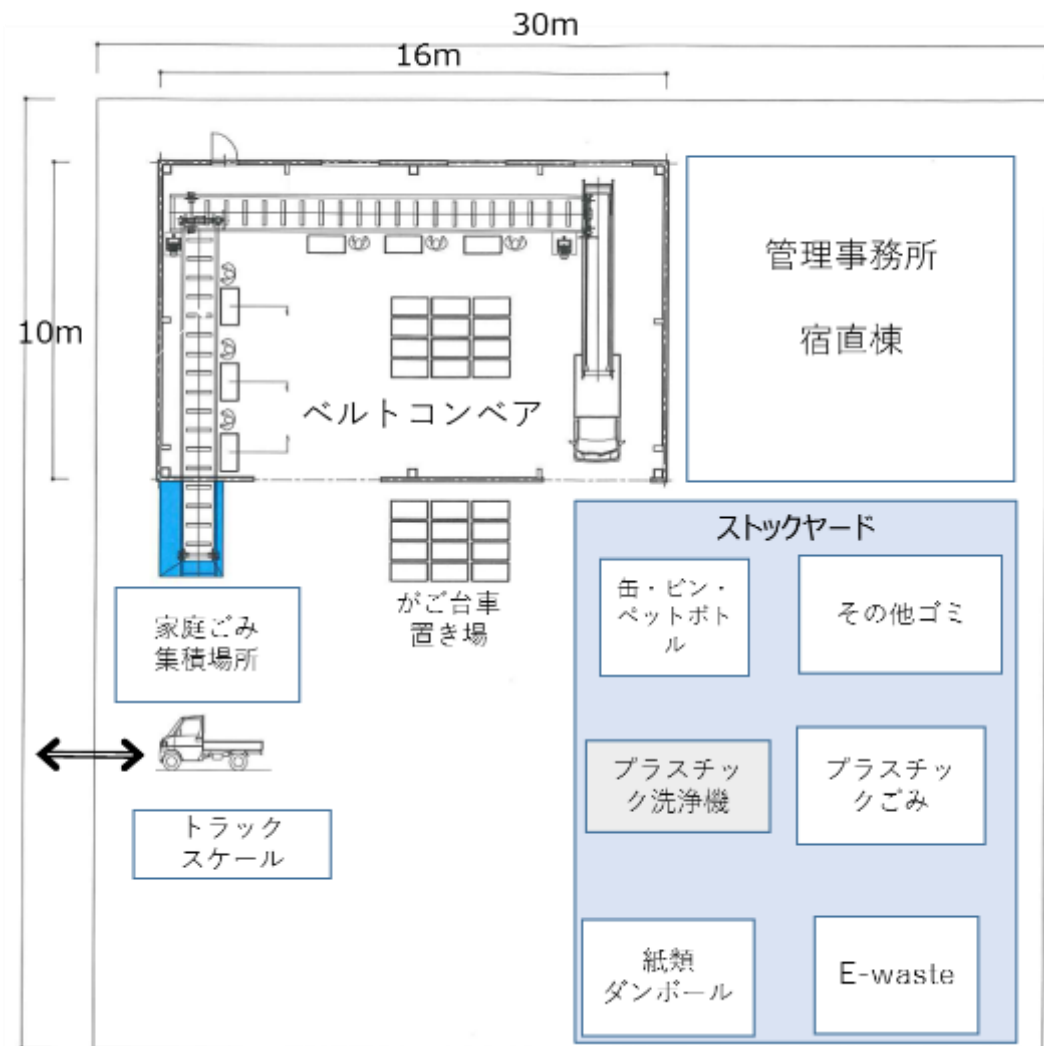 30m
16m
10m
管理事務所
宿直棟
ベルトコンベア
ストックヤード
缶・ビン・
ペットボト
ル
その他ゴミ
がご台車
置き場
家庭ごみ
集積場所
プラスチッ
ク洗浄機
プラスチッ
クごみ
トラック
スケール
紙類
ダンボール
E-waste